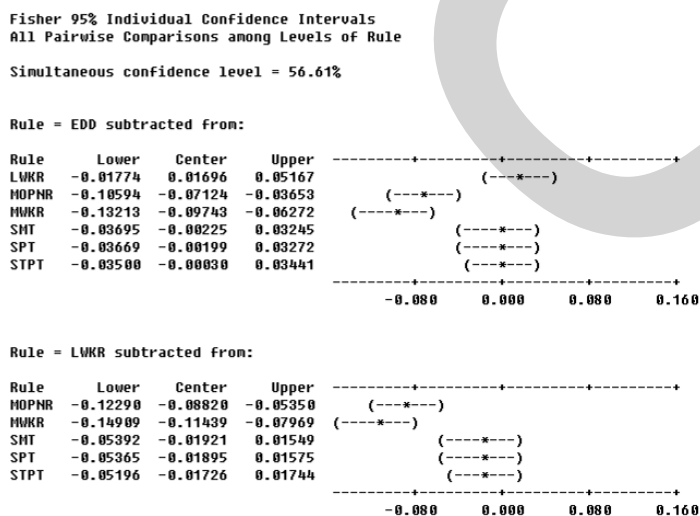 Fisher 95% Individual Confidence Intervals
All Pairwise Comparisons among Levels of Rule
Simultaneous confidence level = 56.61%
Rule = EDD subtracted from:
Rule      Lower    Center     Upper  ---------+---------+---------+---------+
LWKR   -0.01774   0.01696   0.05167                   (---*---)
MOPNR  -0.10594  -0.07124  -0.03653        (---*---)
MWKR   -0.13213  -0.09743  -0.06272    (----*---)
SMT    -0.03695  -0.00225   0.03245                (----*---)
SPT    -0.03669  -0.00199   0.03272                (----*---)
STPT   -0.03500  -0.00030   0.03441                 (---*---)
---------+---------+---------+---------+
-0.080     0.000     0.080     0.160
Rule = LWKR subtracted from:
Rule      Lower    Center     Upper  ---------+---------+---------+---------+
MOPNR  -0.12290  -0.08820  -0.05350      (---*---)
MWKR   -0.14909  -0.11439  -0.07969  (----*---)
SMT    -0.05392  -0.01921   0.01549              (----*---)
SPT    -0.05365  -0.01895   0.01575              (----*---)
STPT   -0.05196  -0.01726   0.01744               (---*---)
---------+---------+---------+---------+
-0.080     0.000     0.080     0.160